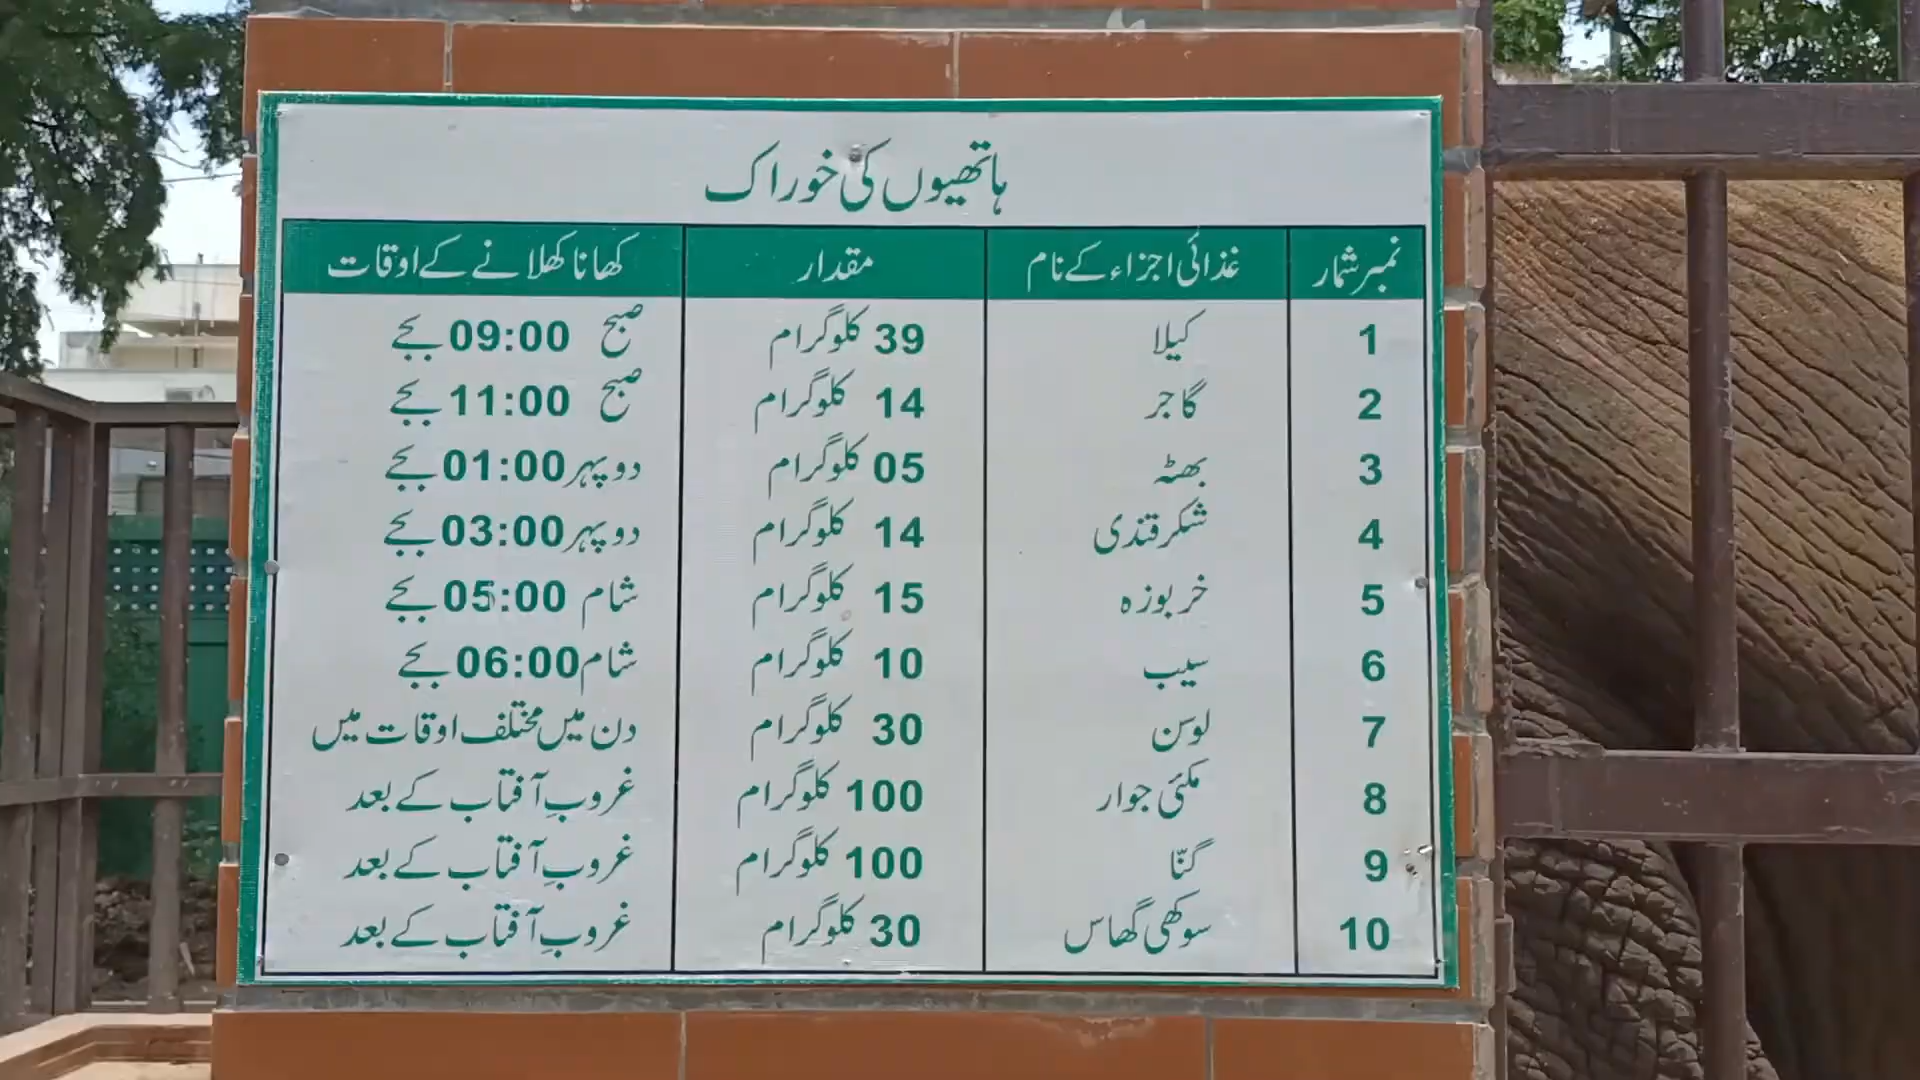 ہاتھیوں کی خوراک
نمبر شمار غذائی اجزاء کے نام مقدار کھانا کھلانے کے اوقات
1 کیلا 39 کلوگرام صبح 09:00 بجے
2 گاجر 14 کلوگرام صبح 11:00 بجے
3 بھٹہ 05 کلوگرام دوپہر 01:00 بجے
4 شکرقندی 14 کلوگرام دوپہر 03:00 بجے
5 خربوزہ 15 کلوگرام شام 05:00 بجے
6 سیب 10 کلوگرام شام 06:00 بجے
7 لوسن 30 کلوگرام دن میں مختلف اوقات میں
8 مکئی جوار 100 کلوگرام غروبِ آفتاب کے بعد
9 گنّا 100 کلوگرام غروبِ آفتاب کے بعد
10 سوکھی گھاس 30 کلوگرام غروبِ آفتاب کے بعد